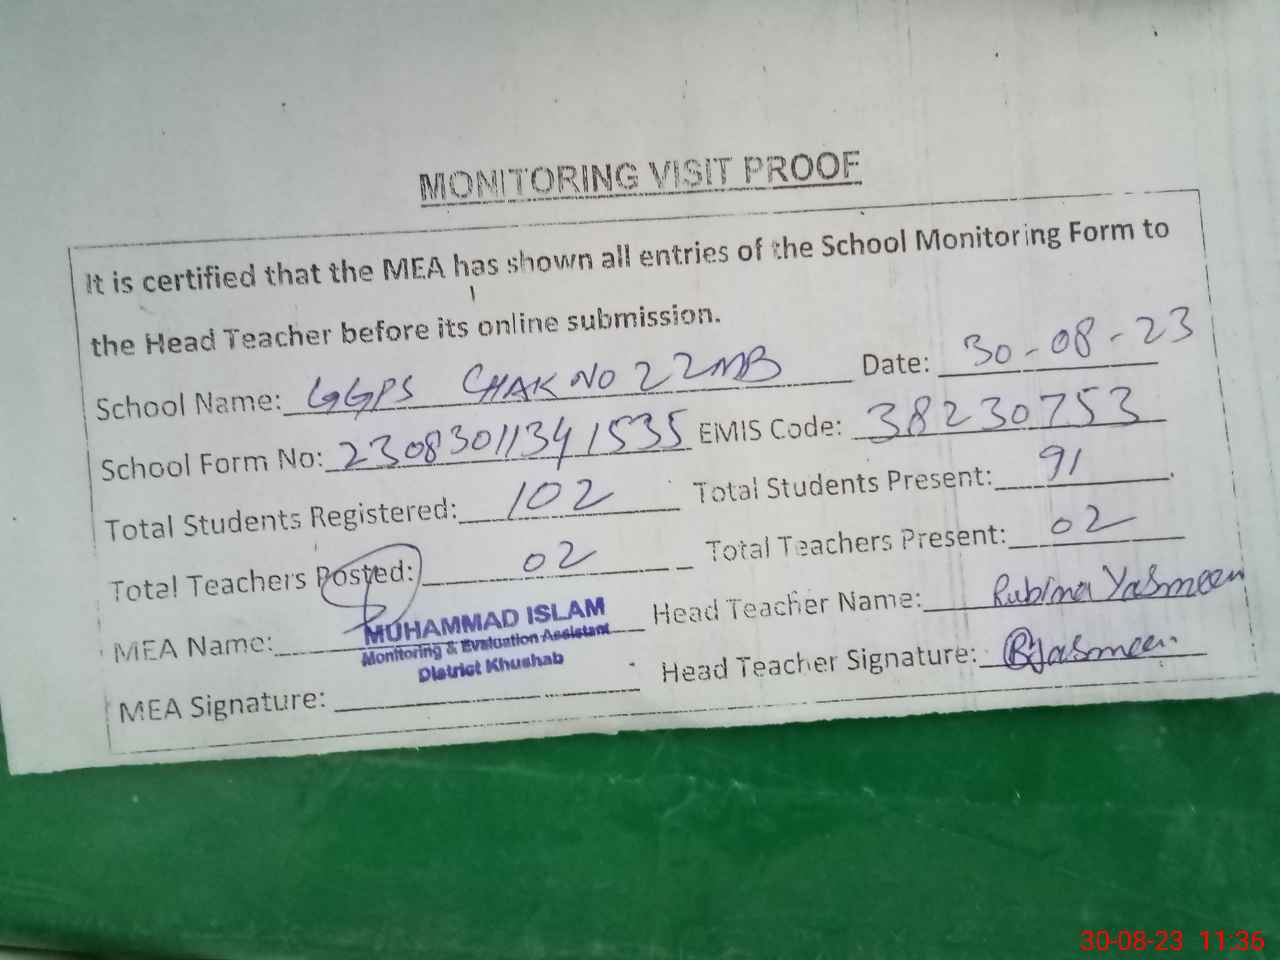 MONITORING VISIT PROOF
It is certified that the MEA has shown all entries of the School Monitoring Form to
the Head Teacher before its online submission.
School Name: GGPS CHAK NO 22MB Date: 30-08-23
School Form No: 23083011341535 EMIS Code: 38230753
Total Students Registered: 102 Total Students Present: 91
Total Teachers Posted: 02 Total Teachers Present: 02
MEA Name: MUHAMMAD ISLAM Head Teacher Name: Rubina Yasmeen
Monitoring & Evaluation Assistant
District Khushab
MEA Signature: Head Teacher Signature: R.Yasmeen
30-08-23 11:36